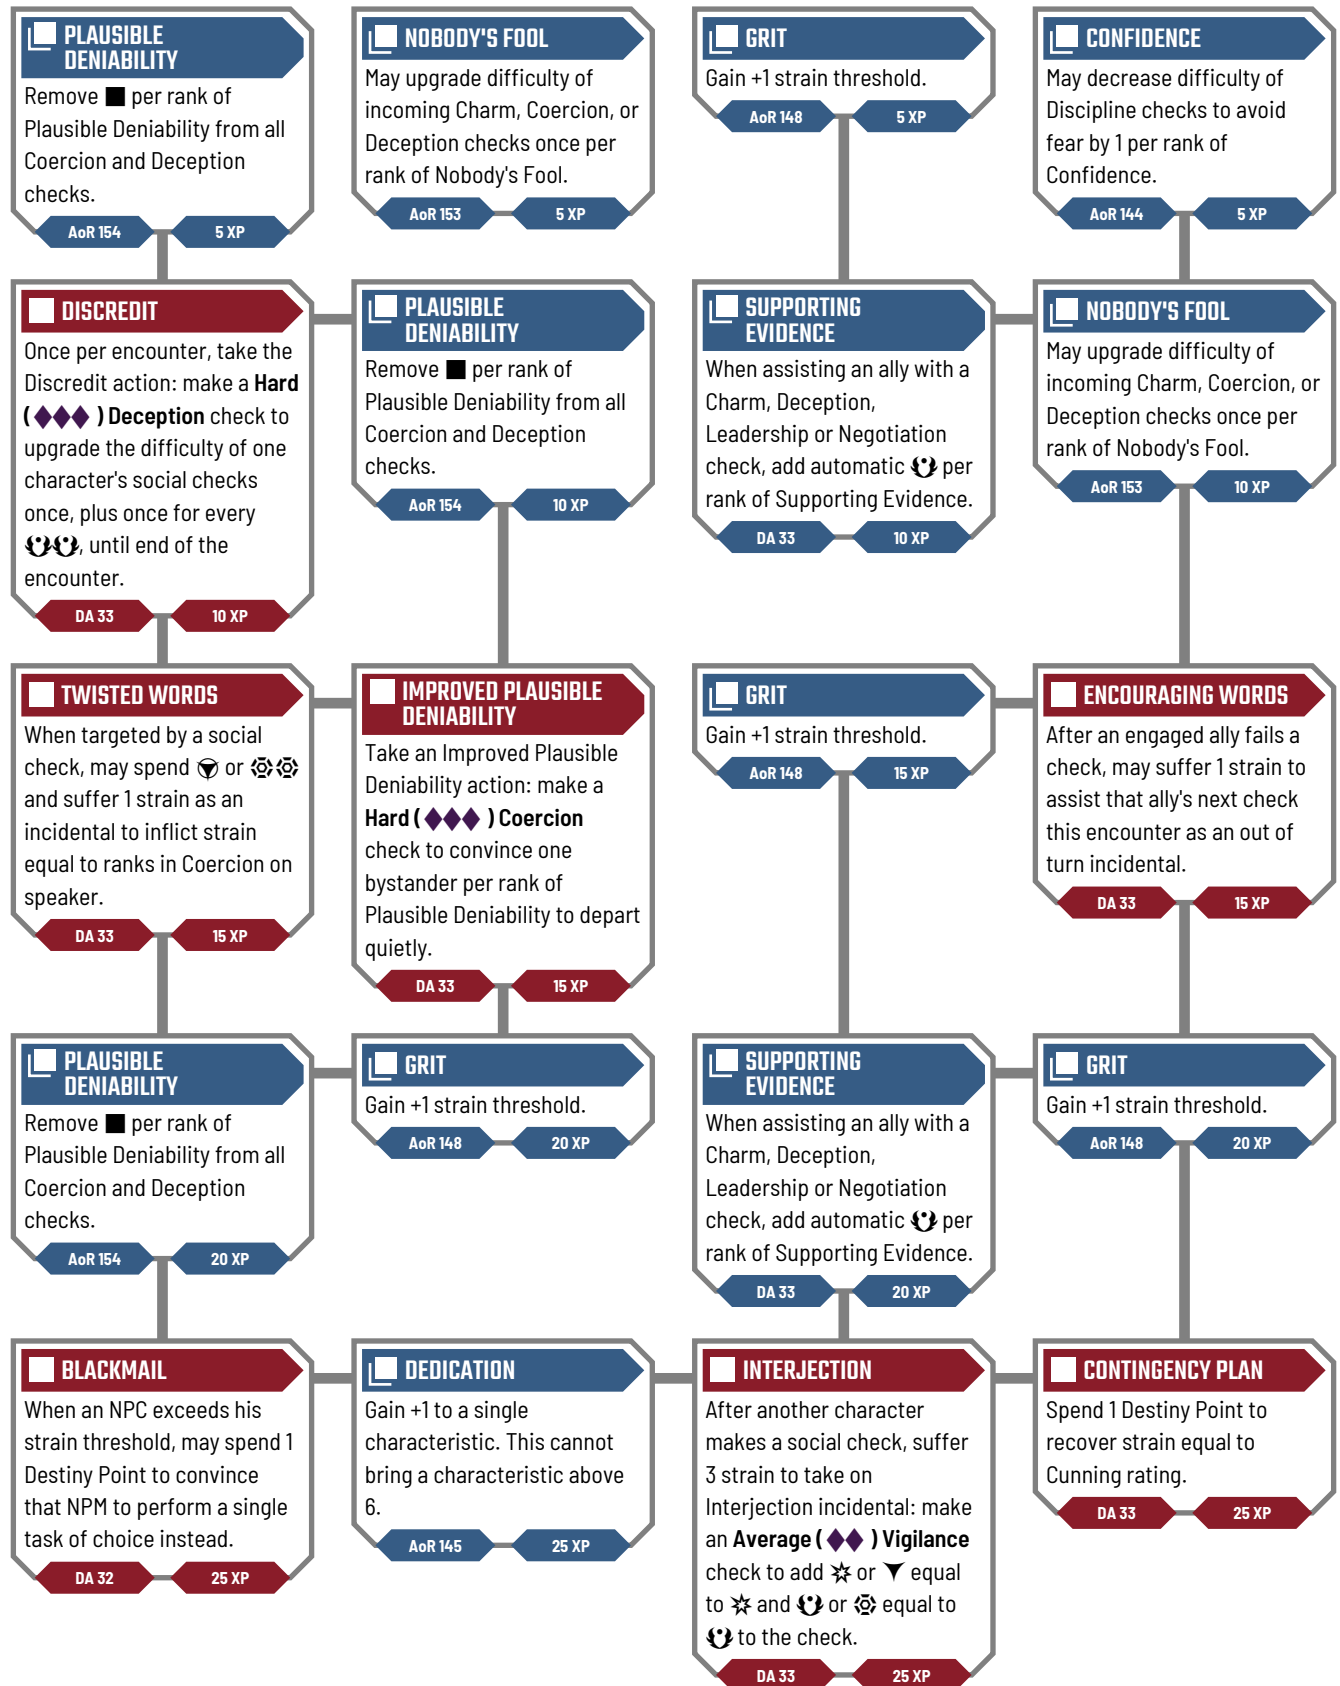 PLAUSIBLE
DENIABILITY
Remove ■ per rank of
Plausible Deniability from all
Coercion and Deception
checks.
AoR 154 5 XP
NOBODY'S FOOL
May upgrade difficulty of
incoming Charm, Coercion, or
Deception checks once per
rank of Nobody's Fool.
AoR 153 5 XP
GRIT
Gain +1 strain threshold.
AoR 148 5 XP
CONFIDENCE
May decrease difficulty of
Discipline checks to avoid
fear by 1 per rank of
Confidence.
AoR 144 5 XP
DISCREDIT
Once per encounter, take the
Discredit action: make a Hard
(◆◆◆ ) Deception check to
upgrade the difficulty of one
character's social checks
once, plus once for every
, until end of the
encounter.
DA 33 10 XP
PLAUSIBLE
DENIABILITY
Remove ■ per rank of
Plausible Deniability from all
Coercion and Deception
checks.
AoR 154 10 XP
SUPPORTING
EVIDENCE
When assisting an ally with a
Charm, Deception,
Leadership or Negotiation
check, add automatic per
rank of Supporting Evidence.
DA 33 10 XP
NOBODY'S FOOL
May upgrade difficulty of
incoming Charm, Coercion, or
Deception checks once per
rank of Nobody's Fool.
AoR 153 10 XP
TWISTED WORDS
When targeted by a social
check, may spend or
and suffer 1 strain as an
incidental to inflict strain
equal to ranks in Coercion on
speaker.
DA 33 15 XP
IMPROVED PLAUSIBLE
DENIABILITY
Take an Improved Plausible
Deniability action: make a
Hard (◆◆◆ ) Coercion
check to convince one
bystander per rank of
Plausible Deniability to depart
quietly.
DA 33 15 XP
GRIT
Gain +1 strain threshold.
AoR 148 15 XP
ENCOURAGING WORDS
After an engaged ally fails a
check, may suffer 1 strain to
assist that ally's next check
this encounter as an out of
turn incidental.
DA 33 15 XP
PLAUSIBLE
DENIABILITY
Remove ■ per rank of
Plausible Deniability from all
Coercion and Deception
checks.
AoR 154 20 XP
GRIT
Gain +1 strain threshold.
AoR 148 20 XP
SUPPORTING
EVIDENCE
When assisting an ally with a
Charm, Deception,
Leadership or Negotiation
check, add automatic per
rank of Supporting Evidence.
DA 33 20 XP
GRIT
Gain +1 strain threshold.
AoR 148 20 XP
BLACKMAIL
When an NPC exceeds his
strain threshold, may spend 1
Destiny Point to convince
that NPM to perform a single
task of choice instead.
DA 32 25 XP
DEDICATION
Gain +1 to a single
characteristic. This cannot
bring a characteristic above
6.
AoR 145 25 XP
INTERJECTION
After another character
makes a social check, suffer
3 strain to take on
Interjection incidental: make
an Average (◆◆ ) Vigilance
check to add or equal
to and or equal to
to the check.
DA 33 25 XP
CONTINGENCY PLAN
Spend 1 Destiny Point to
recover strain equal to
Cunning rating.
DA 33 25 XP